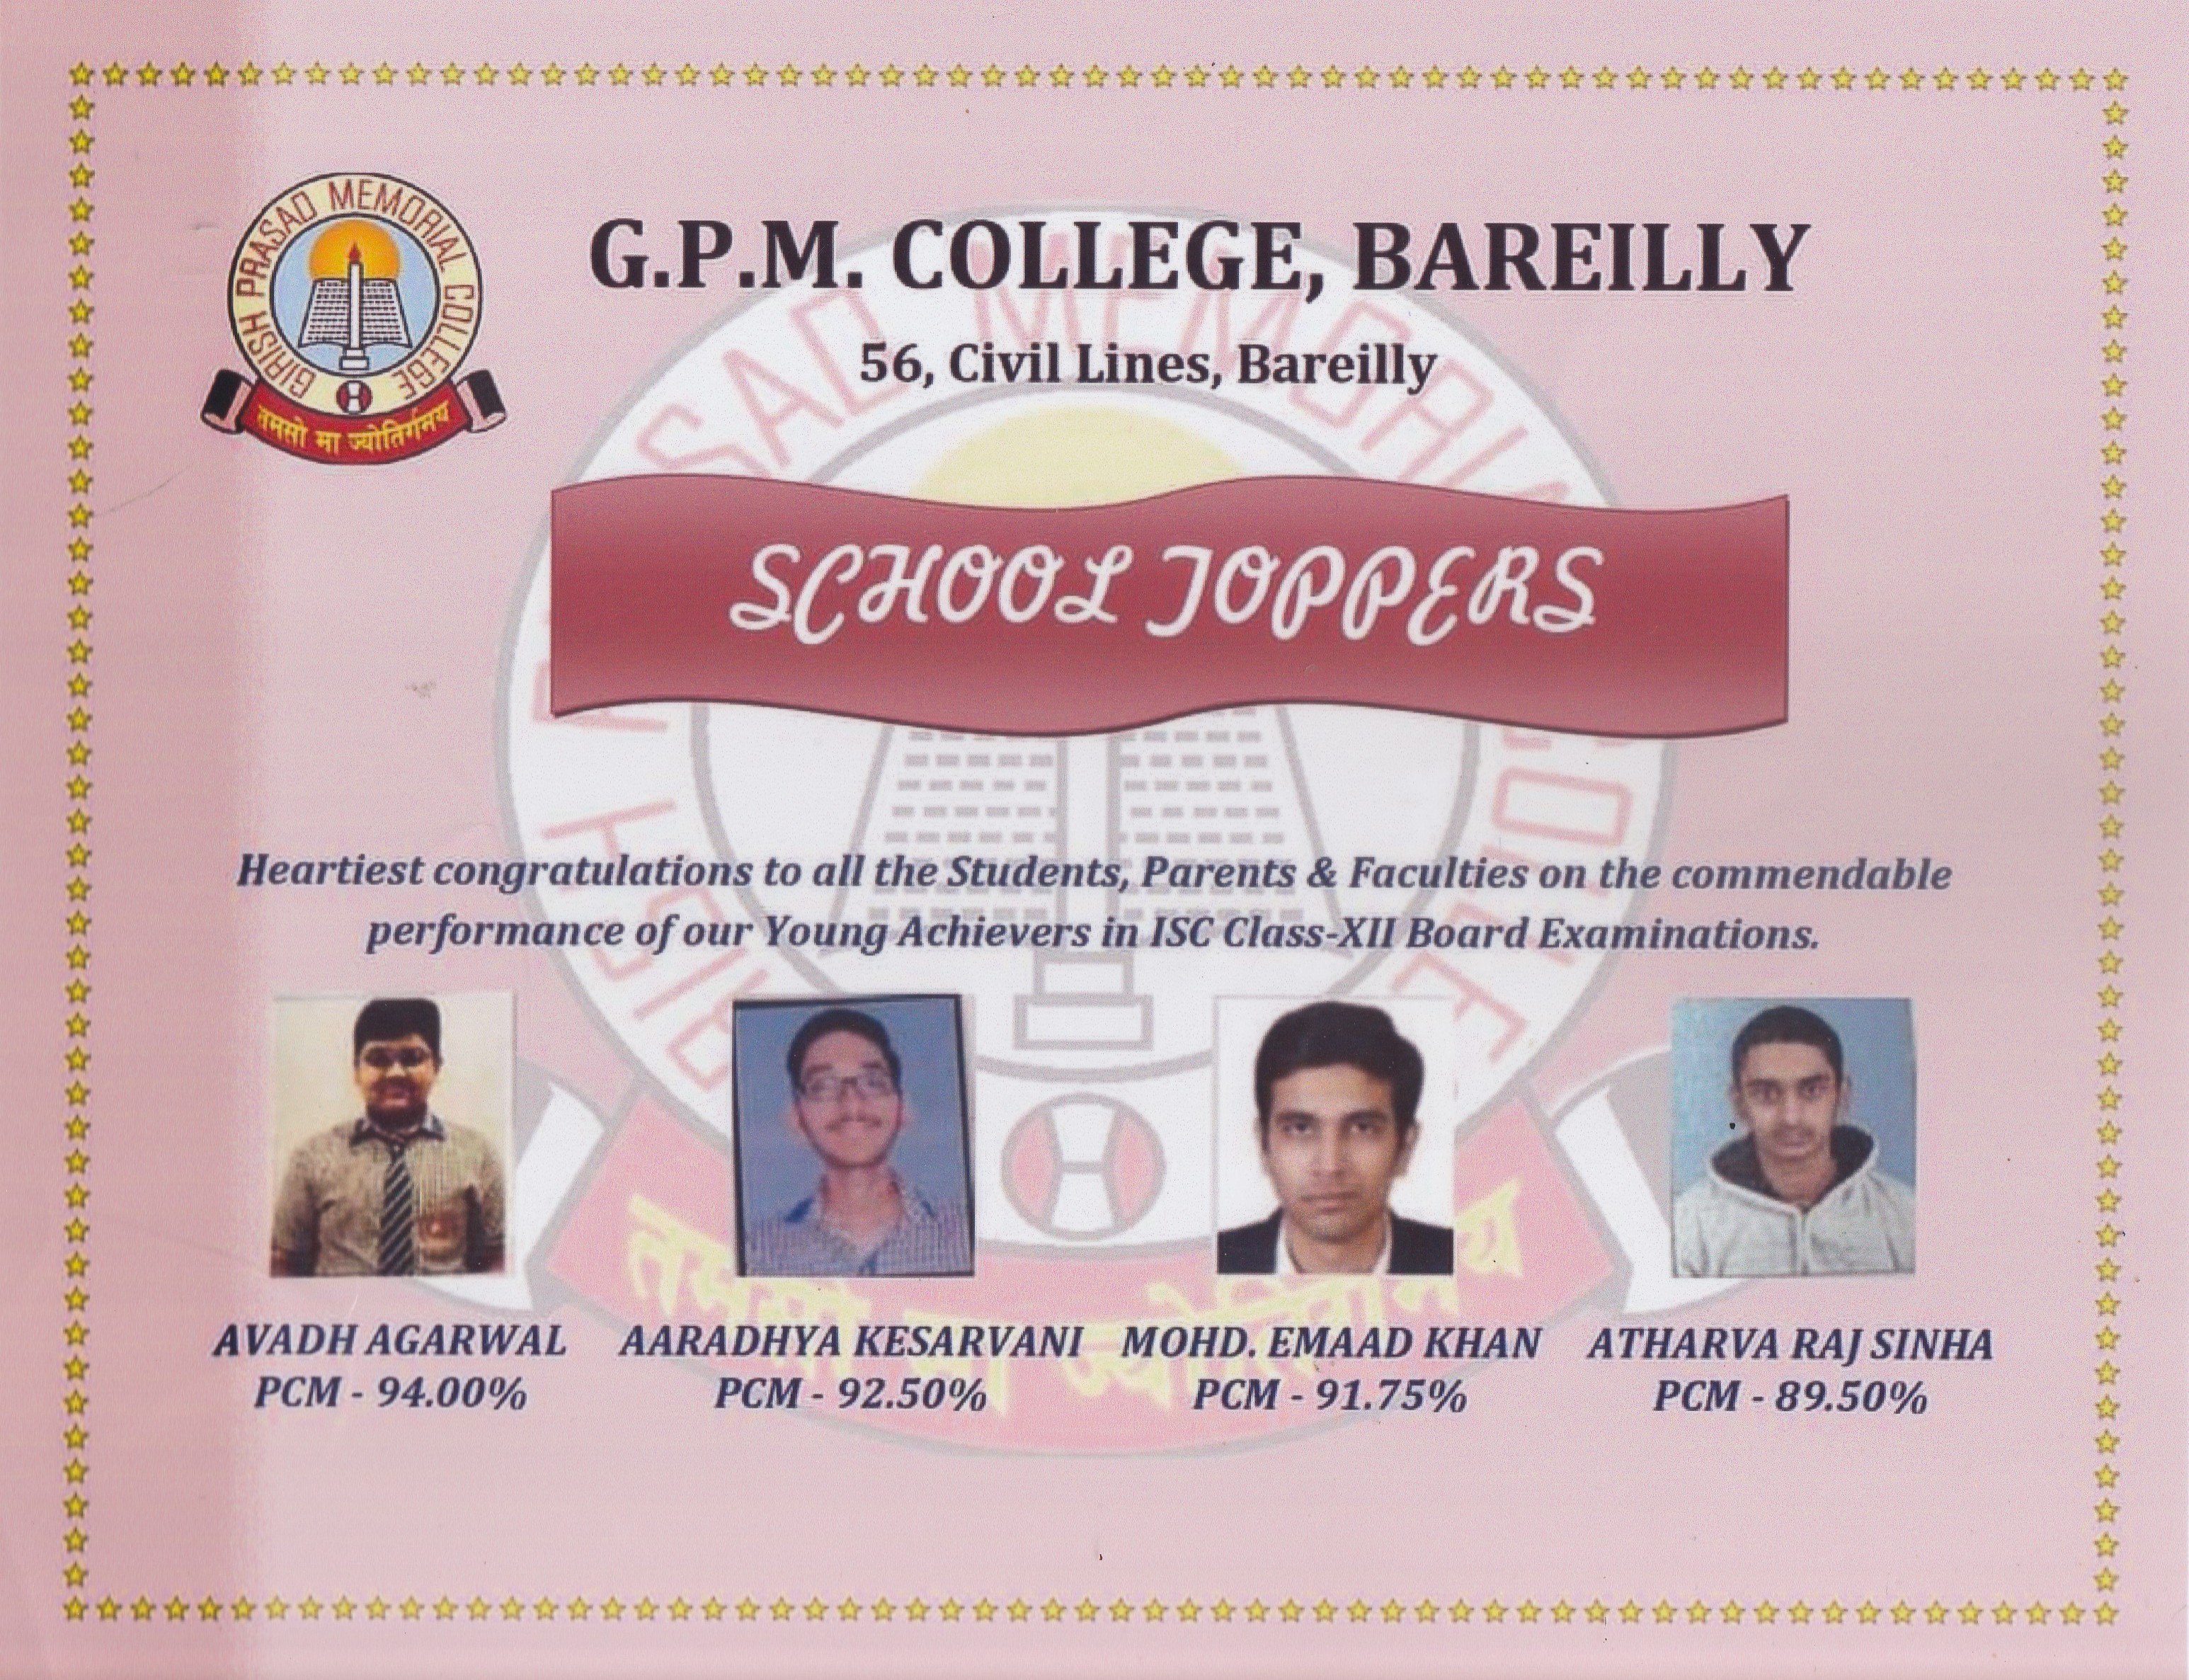 GIRISH PRASAD MEMORIAL COLLEGE
तमसो मा ज्योतिर्गमय
G.P.M. COLLEGE, BAREILLY
56, Civil Lines, Bareilly
SCHOOL TOPPERS
Heartiest congratulations to all the Students, Parents & Faculties on the commendable
performance of our Young Achievers in ISC Class-XII Board Examinations.
AVADH AGARWAL AARADHYA KESARVANI MOHD. EMAAD KHAN ATHARVA RAJ SINHA
PCM - 94.00% PCM - 92.50% PCM - 91.75% PCM - 89.50%